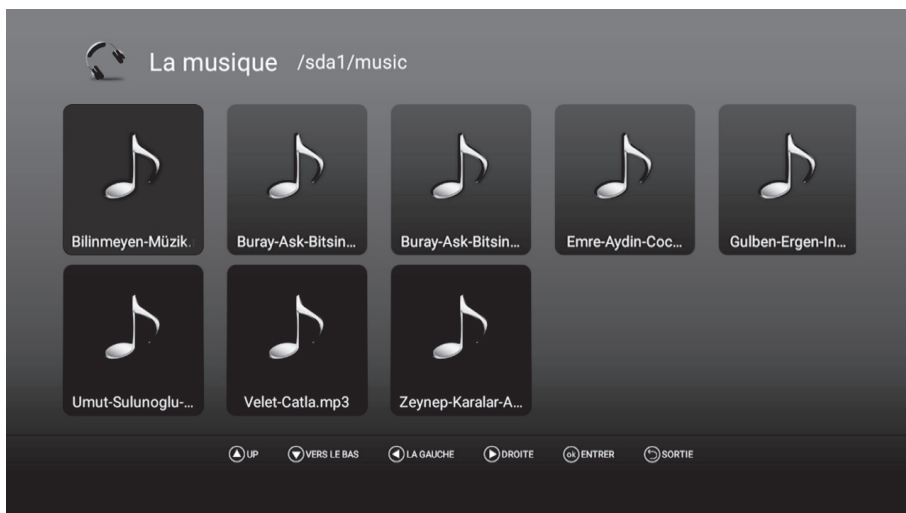 La musique /sda1/music
Bilinmeyen-Müzik.
Buray-Ask-Bitsin...
Buray-Ask-Bitsin...
Emre-Aydin-Coc...
Gulben-Ergen-In...
Umut-Sulunoglu-...
Velet-Catla.mp3
Zeynep-Karalar-A...
UP VERS LE BAS LA GAUCHE DROITE ok ENTRER SORTIE